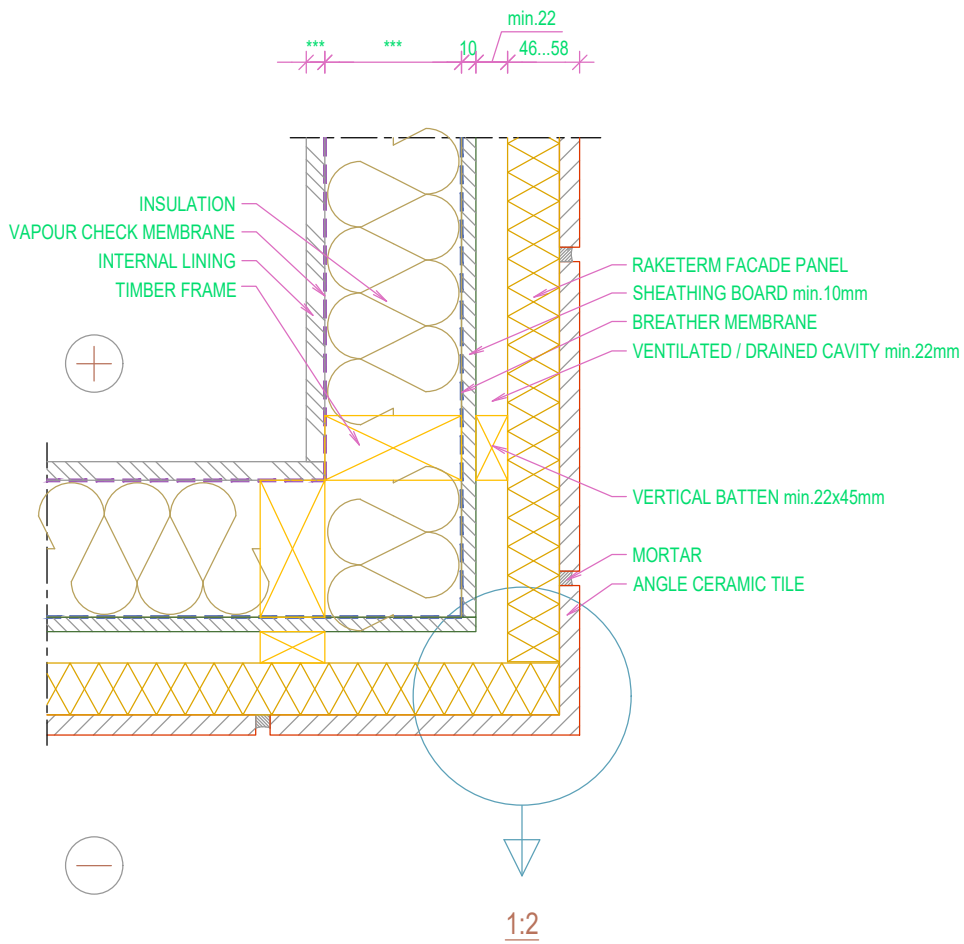 min.22
*** *** 10 46...58
INSULATION
VAPOUR CHECK MEMBRANE
INTERNAL LINING
TIMBER FRAME
RAKETERM FACADE PANEL
SHEATHING BOARD min.10mm
BREATHER MEMBRANE
VENTILATED / DRAINED CAVITY min.22mm
VERTICAL BATTEN min.22x45mm
MORTAR
ANGLE CERAMIC TILE
1:2